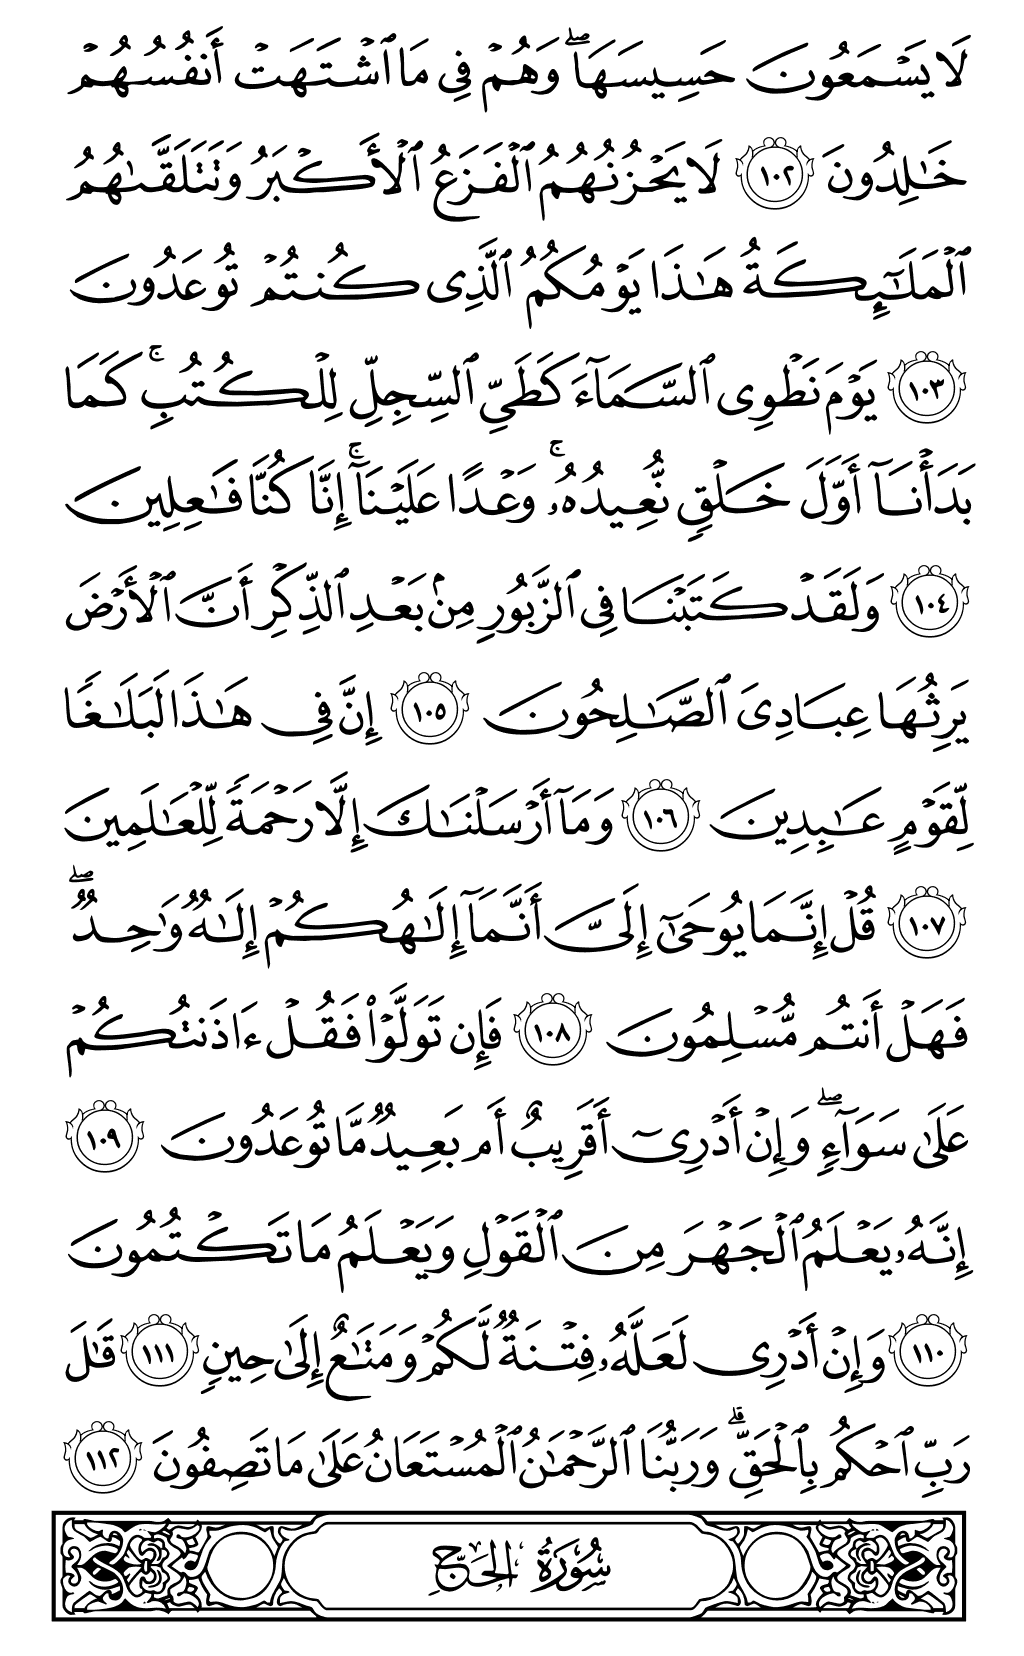 لَا يَسْمَعُونَ حَسِيسَهَا ۖ وَهُمْ فِي مَا ٱشْتَهَتْ أَنفُسُهُمْ
خَـٰلِدُونَ ١٠٢ لَا يَحْزُنُهُمُ ٱلْفَزَعُ ٱلْأَكْبَرُ وَتَتَلَقَّىٰهُمُ
ٱلْمَلَـٰٓئِكَةُ هَـٰذَا يَوْمُكُمُ ٱلَّذِى كُنتُمْ تُوعَدُونَ
١٠٣ يَوْمَ نَطْوِى ٱلسَّمَآءَ كَطَىِّ ٱلسِّجِلِّ لِلْكُتُبِ ۚ كَمَا
بَدَأْنَآ أَوَّلَ خَلْقٍ نُّعِيدُهُۥ ۚ وَعْدًا عَلَيْنَآ ۚ إِنَّا كُنَّا فَـٰعِلِينَ
١٠٤ وَلَقَدْ كَتَبْنَا فِى ٱلزَّبُورِ مِنۢ بَعْدِ ٱلذِّكْرِ أَنَّ ٱلْأَرْضَ
يَرِثُهَا عِبَادِىَ ٱلصَّـٰلِحُونَ ١٠٥ إِنَّ فِى هَـٰذَا لَبَلَـٰغًا
لِّقَوْمٍ عَـٰبِدِينَ ١٠٦ وَمَآ أَرْسَلْنَـٰكَ إِلَّا رَحْمَةً لِّلْعَـٰلَمِينَ
١٠٧ قُلْ إِنَّمَا يُوحَىٰٓ إِلَىَّ أَنَّمَآ إِلَـٰهُكُمْ إِلَـٰهٌ وَٰحِدٌ ۖ
فَهَلْ أَنتُم مُّسْلِمُونَ ١٠٨ فَإِن تَوَلَّوْا۟ فَقُلْ ءَاذَنتُكُمْ
عَلَىٰ سَوَآءٍ ۖ وَإِنْ أَدْرِىٓ أَقَرِيبٌ أَم بَعِيدٌ مَّا تُوعَدُونَ ١٠٩
إِنَّهُۥ يَعْلَمُ ٱلْجَهْرَ مِنَ ٱلْقَوْلِ وَيَعْلَمُ مَا تَكْتُمُونَ
١١٠ وَإِنْ أَدْرِى لَعَلَّهُۥ فِتْنَةٌ لَّكُمْ وَمَتَـٰعٌ إِلَىٰ حِينٍ ١١١ قَـٰلَ
رَبِّ ٱحْكُم بِٱلْحَقِّ ۗ وَرَبُّنَا ٱلرَّحْمَـٰنُ ٱلْمُسْتَعَانُ عَلَىٰ مَا تَصِفُونَ ١١٢
سُورَةُ الحَجّ